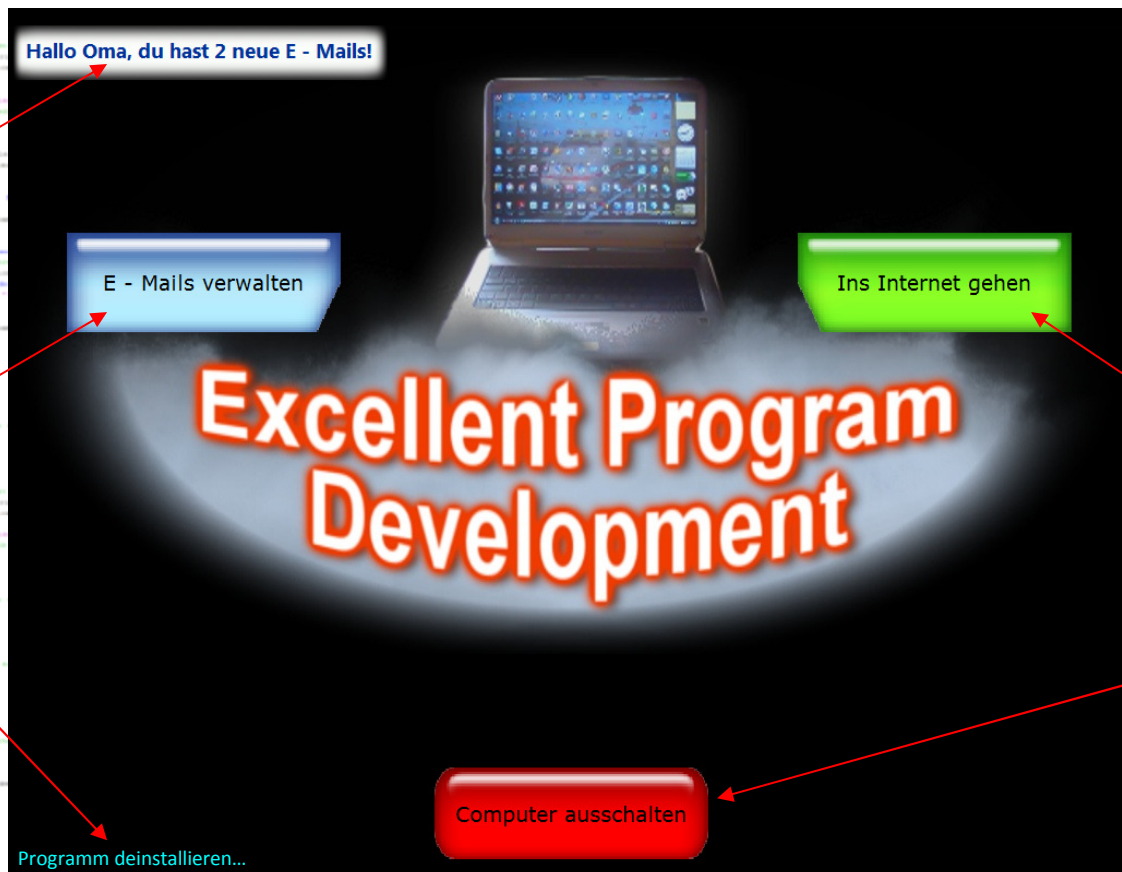 Hallo Oma, du hast 2 neue E - Mails!
E - Mails verwalten
Ins Internet gehen
Excellent Program
Development
Computer ausschalten
Programm deinstallieren...